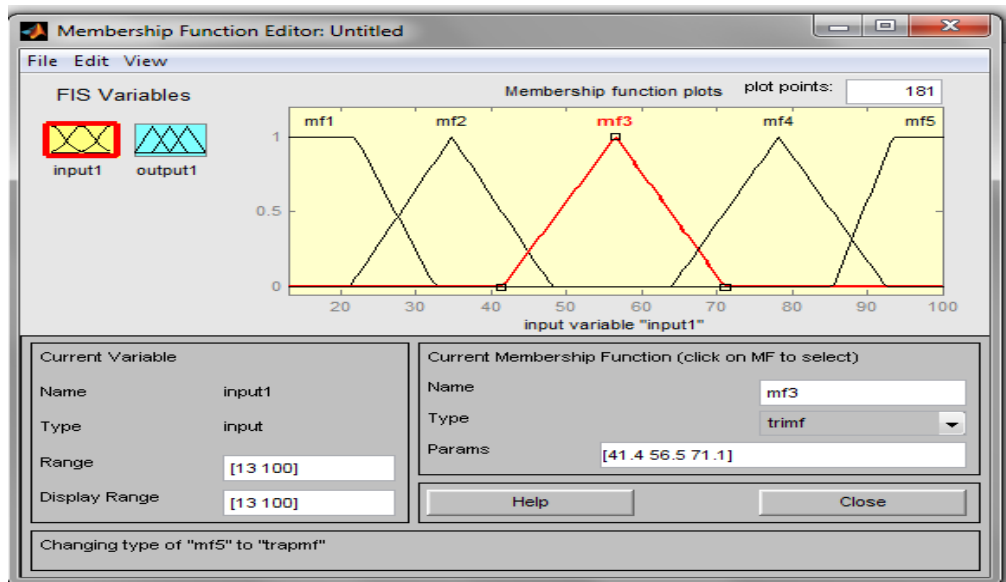 Membership Function Editor: Untitled
File Edit View
FIS Variables
Membership function plots plot points: 181
mf1 mf2 mf3 mf4 mf5
input1 output1
1
0.5
0
20 30 40 50 60 70 80 90 100
input variable "input1"
Current Variable
Name input1
Type input
Range [13 100]
Display Range [13 100]
Current Membership Function (click on MF to select)
Name mf3
Type trimf
Params [41.4 56.5 71.1]
Help Close
Changing type of "mf5" to "trapmf"